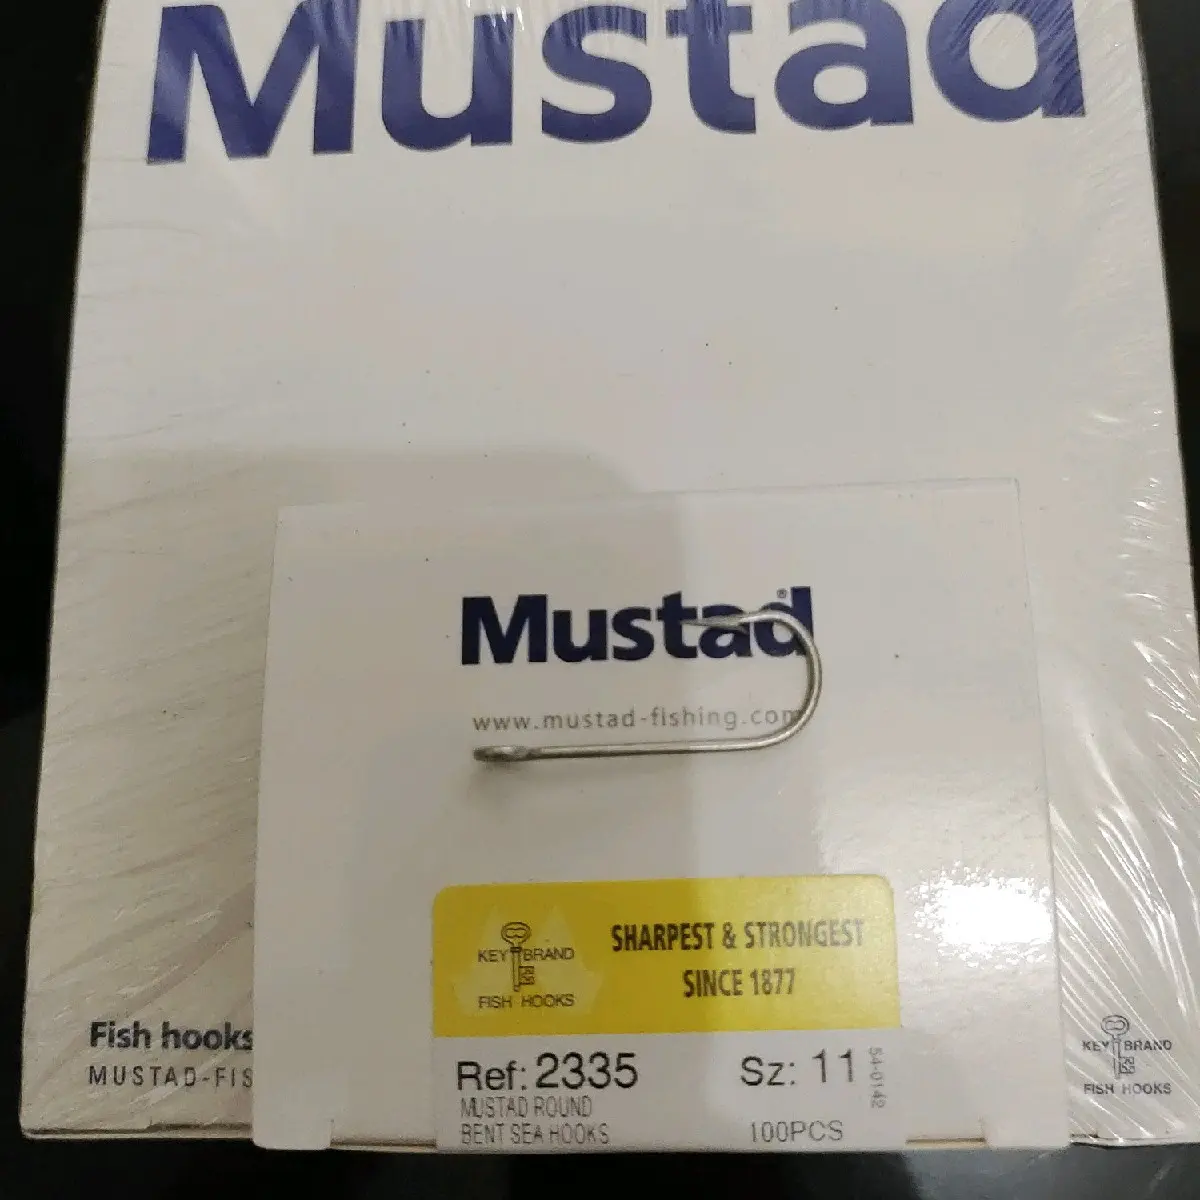 Mustad
Mustad®
www.mustad-fishing.com
KEY BRAND
FISH HOOKS
SHARPEST & STRONGEST
SINCE 1877
Ref: 2335
Sz: 11
54-0142
MUSTAD ROUND
BENT SEA HOOKS
100PCS
Fish hooks
MUSTAD-FIS
KEY BRAND
FISH HOOKS